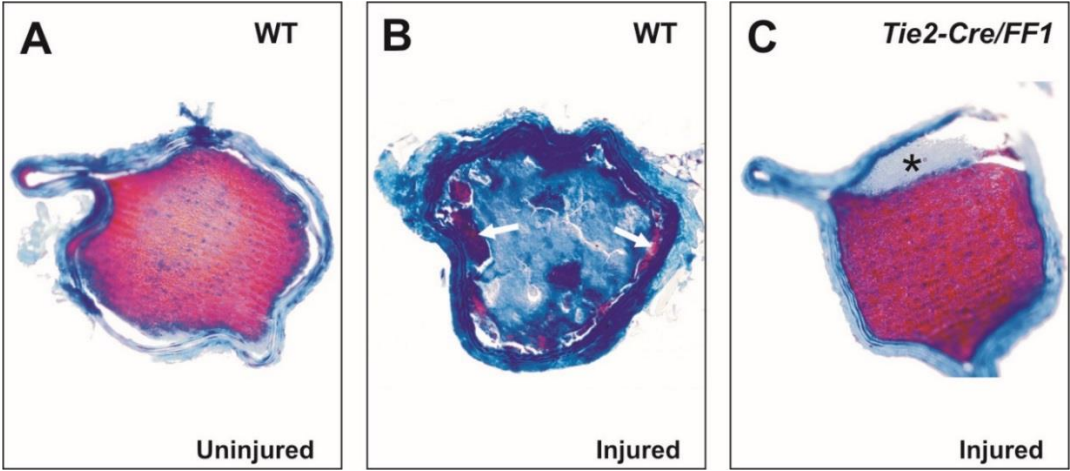 A
WT
Uninjured
B
WT
Injured
C
Tie2-Cre/FF1
*
Injured